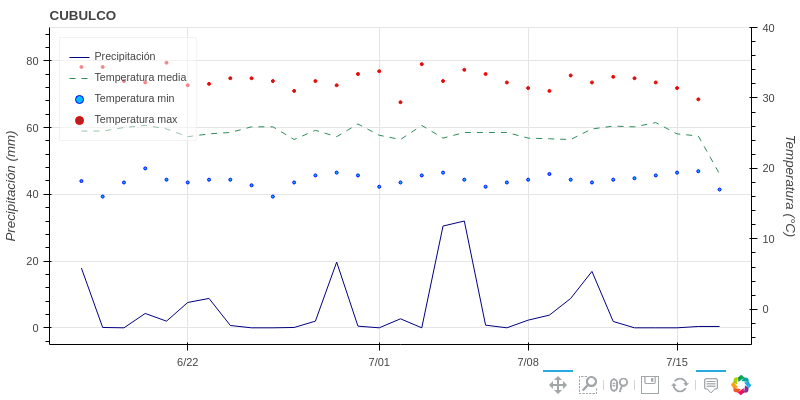 CUBULCO
Precipitación
Temperatura media
Temperatura min
Temperatura max
Precipitación (mm)
80
60
40
20
0
Temperatura (°C)
40
30
20
10
0
6/22
7/01
7/08
7/15